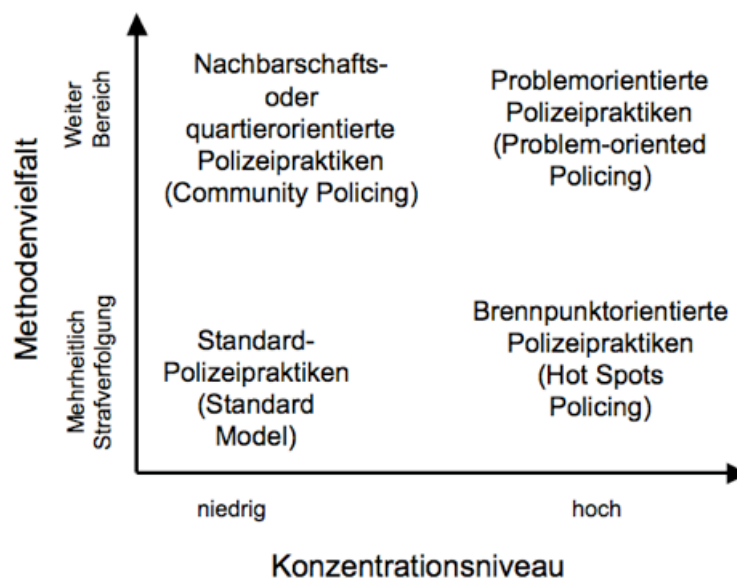 Methodenvielfalt
Weiter
Bereich
Nachbarschafts-
oder
quartierorientierte
Polizeipraktiken
(Community Policing)
Problemorientierte
Polizeipraktiken
(Problem-oriented
Policing)
Mehrheitlich
Strafverfolgung
Standard-
Polizeipraktiken
(Standard
Model)
Brennpunktorientierte
Polizeipraktiken
(Hot Spots
Policing)
niedrig
hoch
Konzentrationsniveau